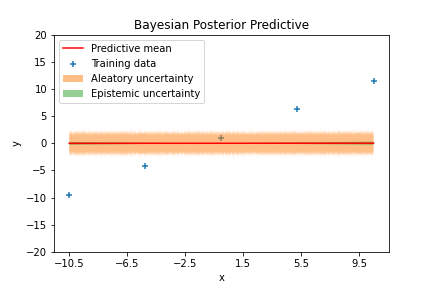 Bayesian Posterior Predictive
20
15
10
5
0
−5
−10
−15
−20
y
Predictive mean
Training data
Aleatory uncertainty
Epistemic uncertainty
−10.5 −6.5 −2.5 1.5 5.5 9.5
x